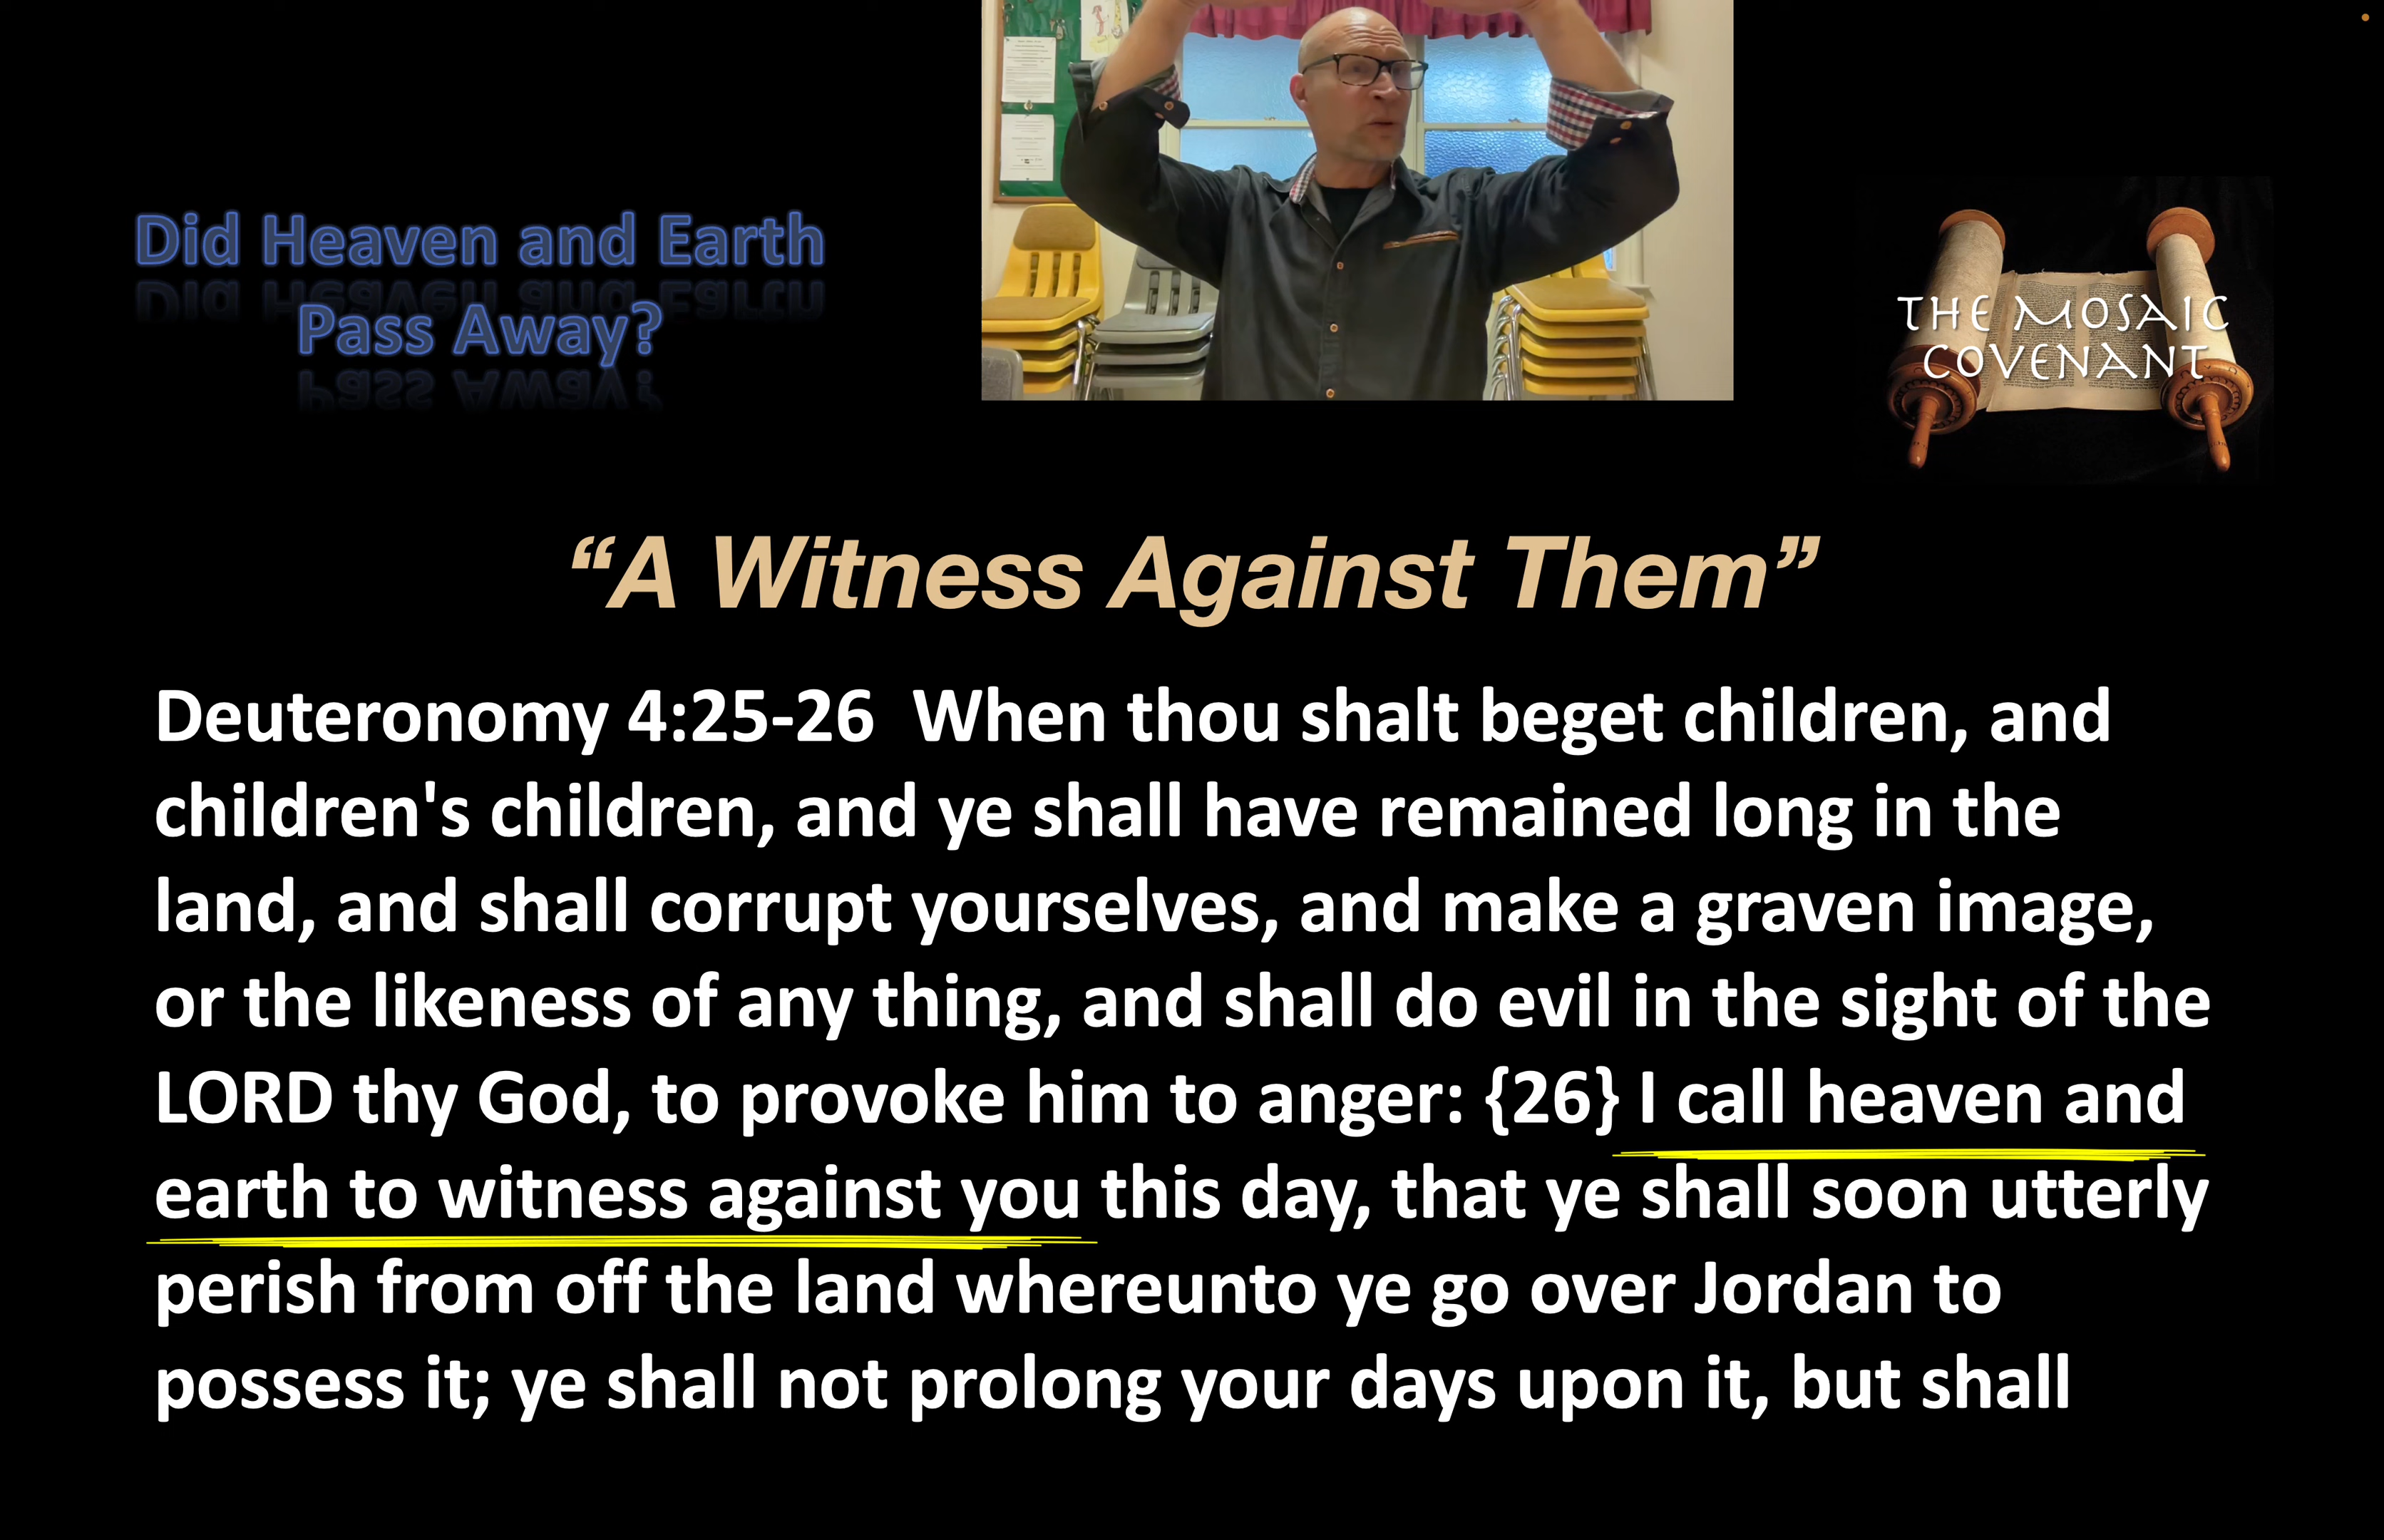 Did Heaven and Earth
Pass Away?
THE MOSAIC
COVENANT
“A Witness Against Them”
Deuteronomy 4:25-26  When thou shalt beget children, and
children's children, and ye shall have remained long in the
land, and shall corrupt yourselves, and make a graven image,
or the likeness of any thing, and shall do evil in the sight of the
LORD thy God, to provoke him to anger: {26} I call heaven and
earth to witness against you this day, that ye shall soon utterly
perish from off the land whereunto ye go over Jordan to
possess it; ye shall not prolong your days upon it, but shall